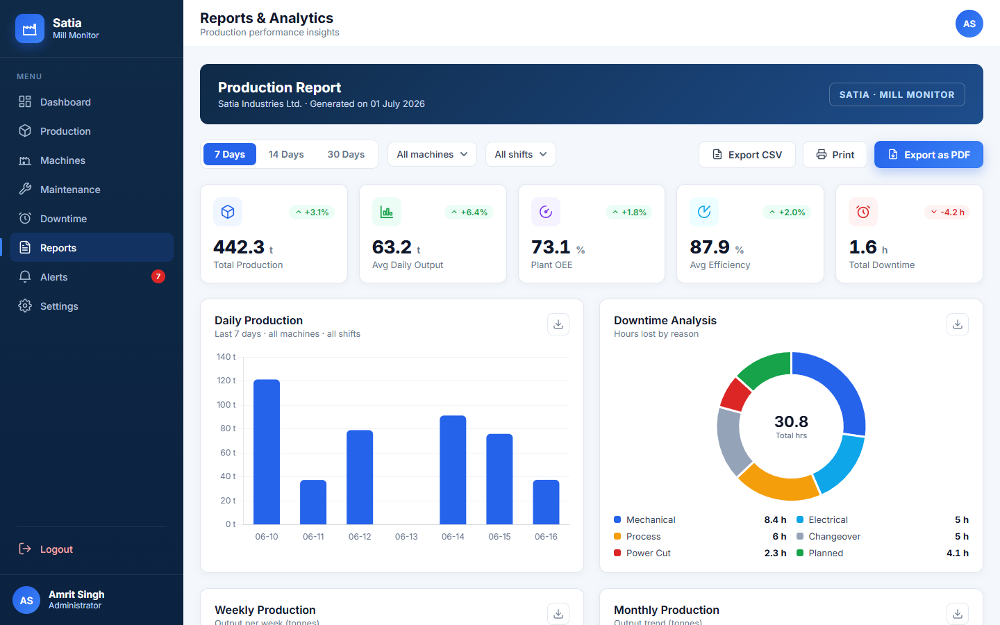 Satia
Mill Monitor
MENU
Dashboard
Production
Machines
Maintenance
Downtime
Reports
Alerts 7
Settings
Logout
AS
Amrit Singh
Administrator
Reports & Analytics
Production performance insights
AS
Production Report
Satia Industries Ltd. · Generated on 01 July 2026
SATIA · MILL MONITOR
7 Days 14 Days 30 Days All machines All shifts Export CSV Print Export as PDF
+3.1%
442.3 t
Total Production
+6.4%
63.2 t
Avg Daily Output
+1.8%
73.1 %
Plant OEE
+2.0%
87.9 %
Avg Efficiency
-4.2 h
1.6 h
Total Downtime
Daily Production
Last 7 days · all machines · all shifts
140 t
120 t
100 t
80 t
60 t
40 t
20 t
0 t
06-10 06-11 06-12 06-13 06-14 06-15 06-16
Downtime Analysis
Hours lost by reason
30.8
Total hrs
Mechanical 8.4 h Electrical 5 h
Process 6 h Changeover 5 h
Power Cut 2.3 h Planned 4.1 h
Weekly Production
Output per week (tonnes)
Monthly Production
Output trend (tonnes)